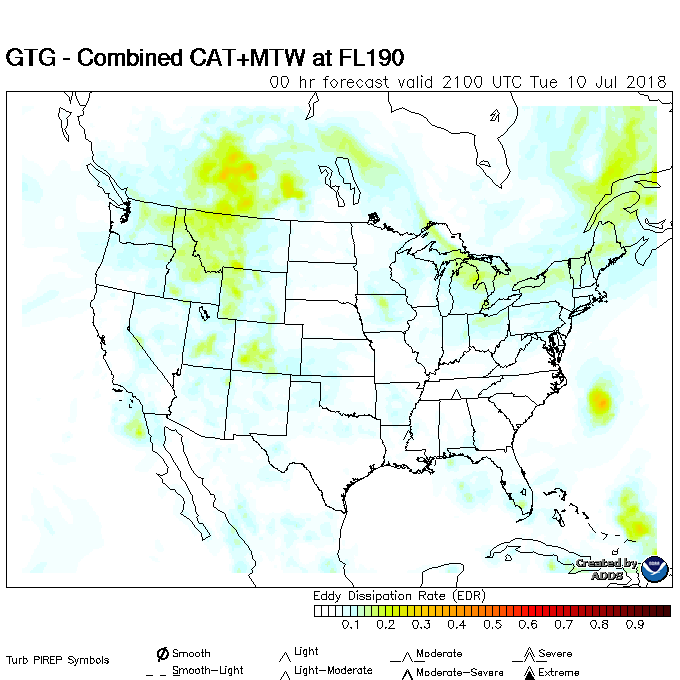 GTG - Combined CAT+MTW at FL190
00 hr forecast valid 2100 UTC Tue 10 Jul 2018
Created by
ADDS
Eddy Dissipation Rate (EDR)
0.1 0.2 0.3 0.4 0.5 0.6 0.7 0.8 0.9
Turb PIREP Symbols
Smooth Light Moderate Severe
Smooth-Light Light-Moderate Moderate-Severe Extreme